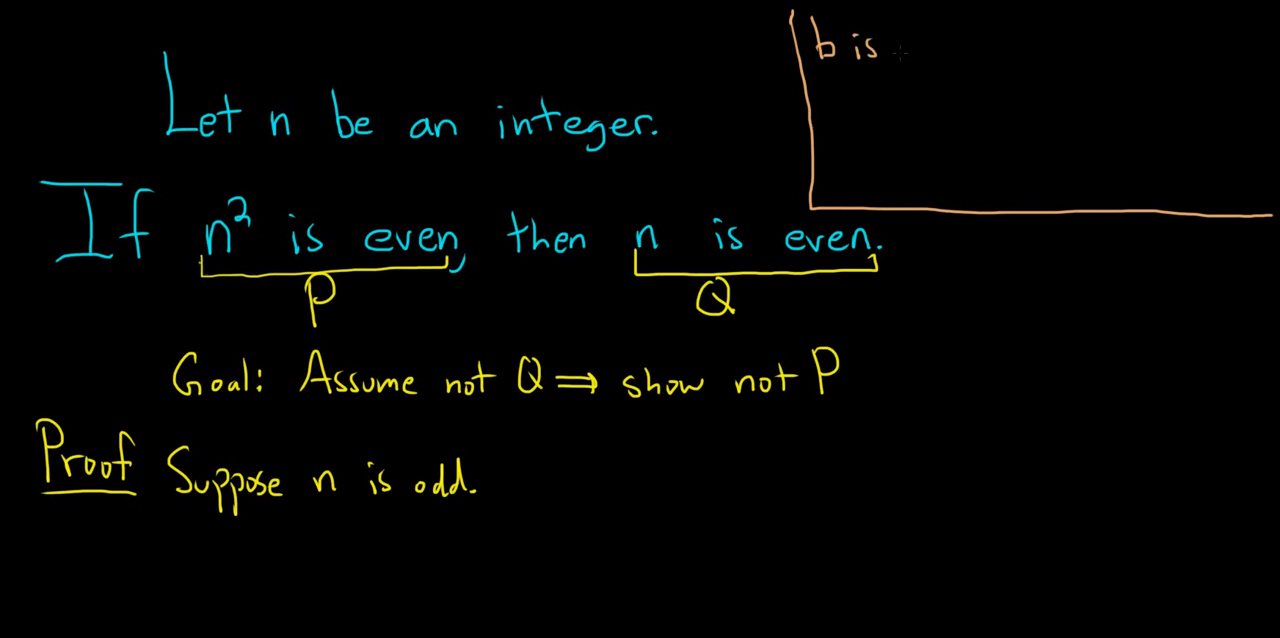 b is
Let n be an integer.
If n² is even, then n is even.
P Q
Goal: Assume not Q ⟹ show not P
Proof Suppose n is odd.